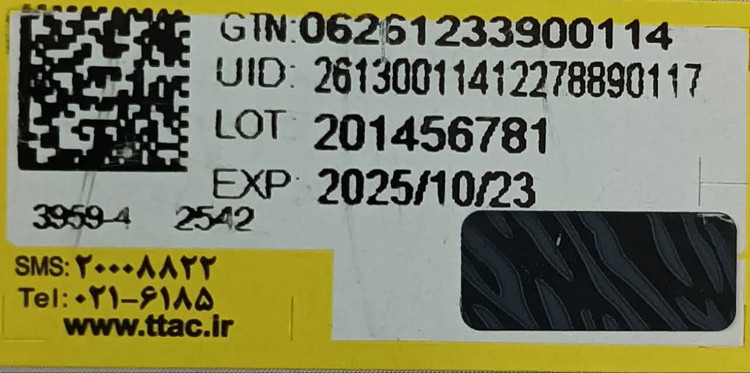 GTN:06261233900114
UID: 26130011412278890117
LOT 201456781
EXP 2025/10/23
3959-4 2542
SMS: ۲۰۰۰۸۸۲۲
Tel: ۰۲۱-۶۱۸۵
www.ttac.ir